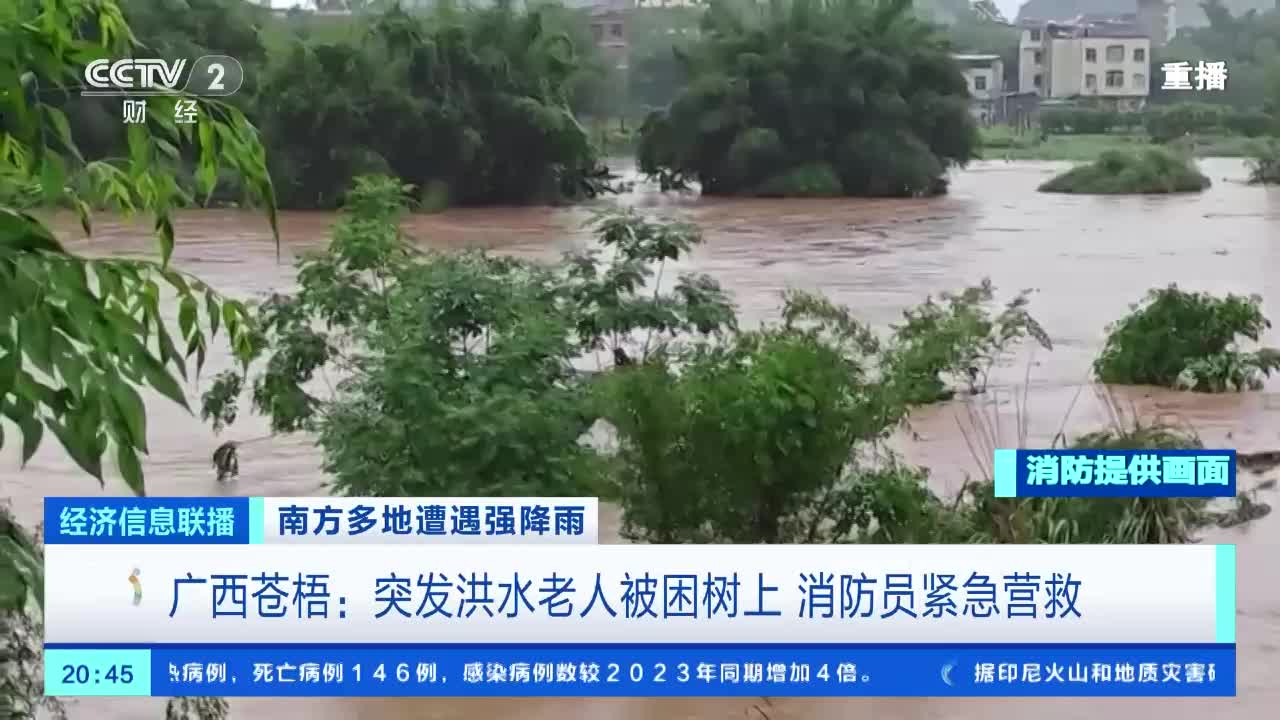 CCTV 2
财 经
重播
消防提供画面
经济信息联播 南方多地遭遇强降雨
广西苍梧：突发洪水老人被困树上 消防员紧急营救
20:45 病例，死亡病例146例，感染病例数较2023年同期增加4倍。 据印尼火山和地质灾害